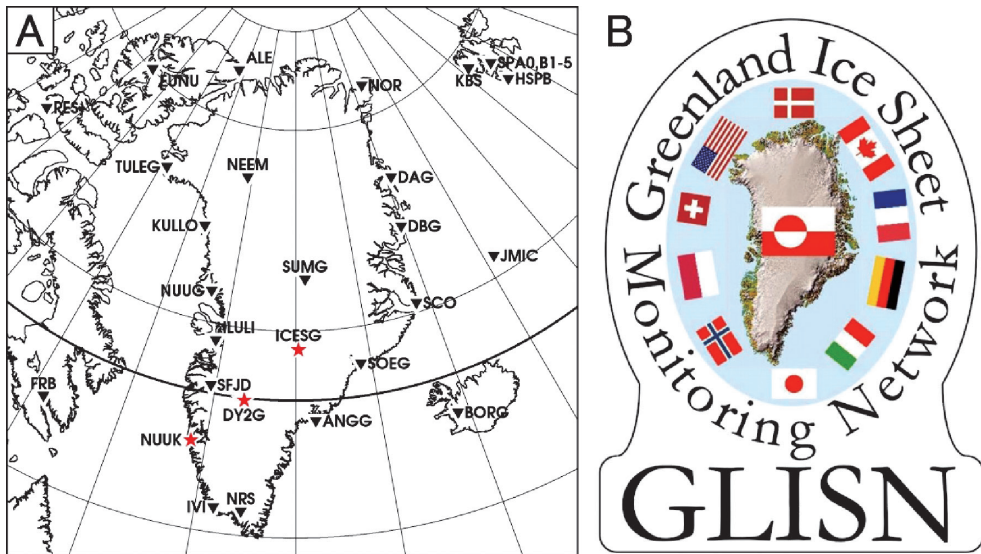 A
ALE
EUNU
NOR
SPA0,B1-5
KBS
HSPB
RES
TULEG
NEEM
DAG
KULLO
DBG
JMIC
SUMG
NUUG
SCO
ILULI
ICESG
SOEG
FRB
SFJD
DY2G
ANGG
BORG
NUUK
IVI
NRS
B
Greenland Ice Sheet
Monitoring Network
GLISN